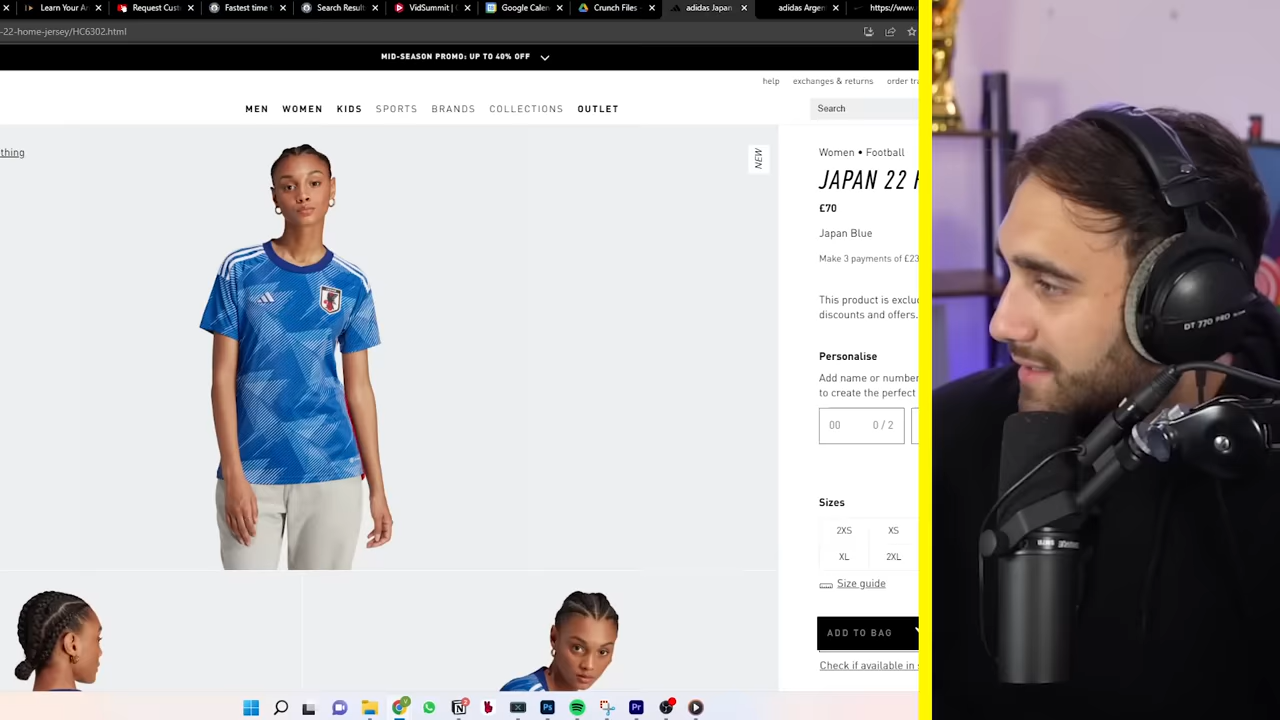 Learn Your A
Request Cust
Fastest time
Search Result
VidSummit |
Google Calen
Crunch Files -
adidas Japan
adidas Argen
https://www.
-22-home-jersey/HC6302.html
MID-SEASON PROMO: UP TO 40% OFF
help exchanges & returns order tra
MEN WOMEN KIDS SPORTS BRANDS COLLECTIONS OUTLET
Search
thing
NEW
Women • Football
JAPAN 22 H
£70
Japan Blue
Make 3 payments of £23
This product is exclu
discounts and offers.
Personalise
Add name or number
to create the perfect
00 0 / 2
Sizes
2XS XS
XL 2XL
Size guide
ADD TO BAG
Check if available in s
DT 770 PRO